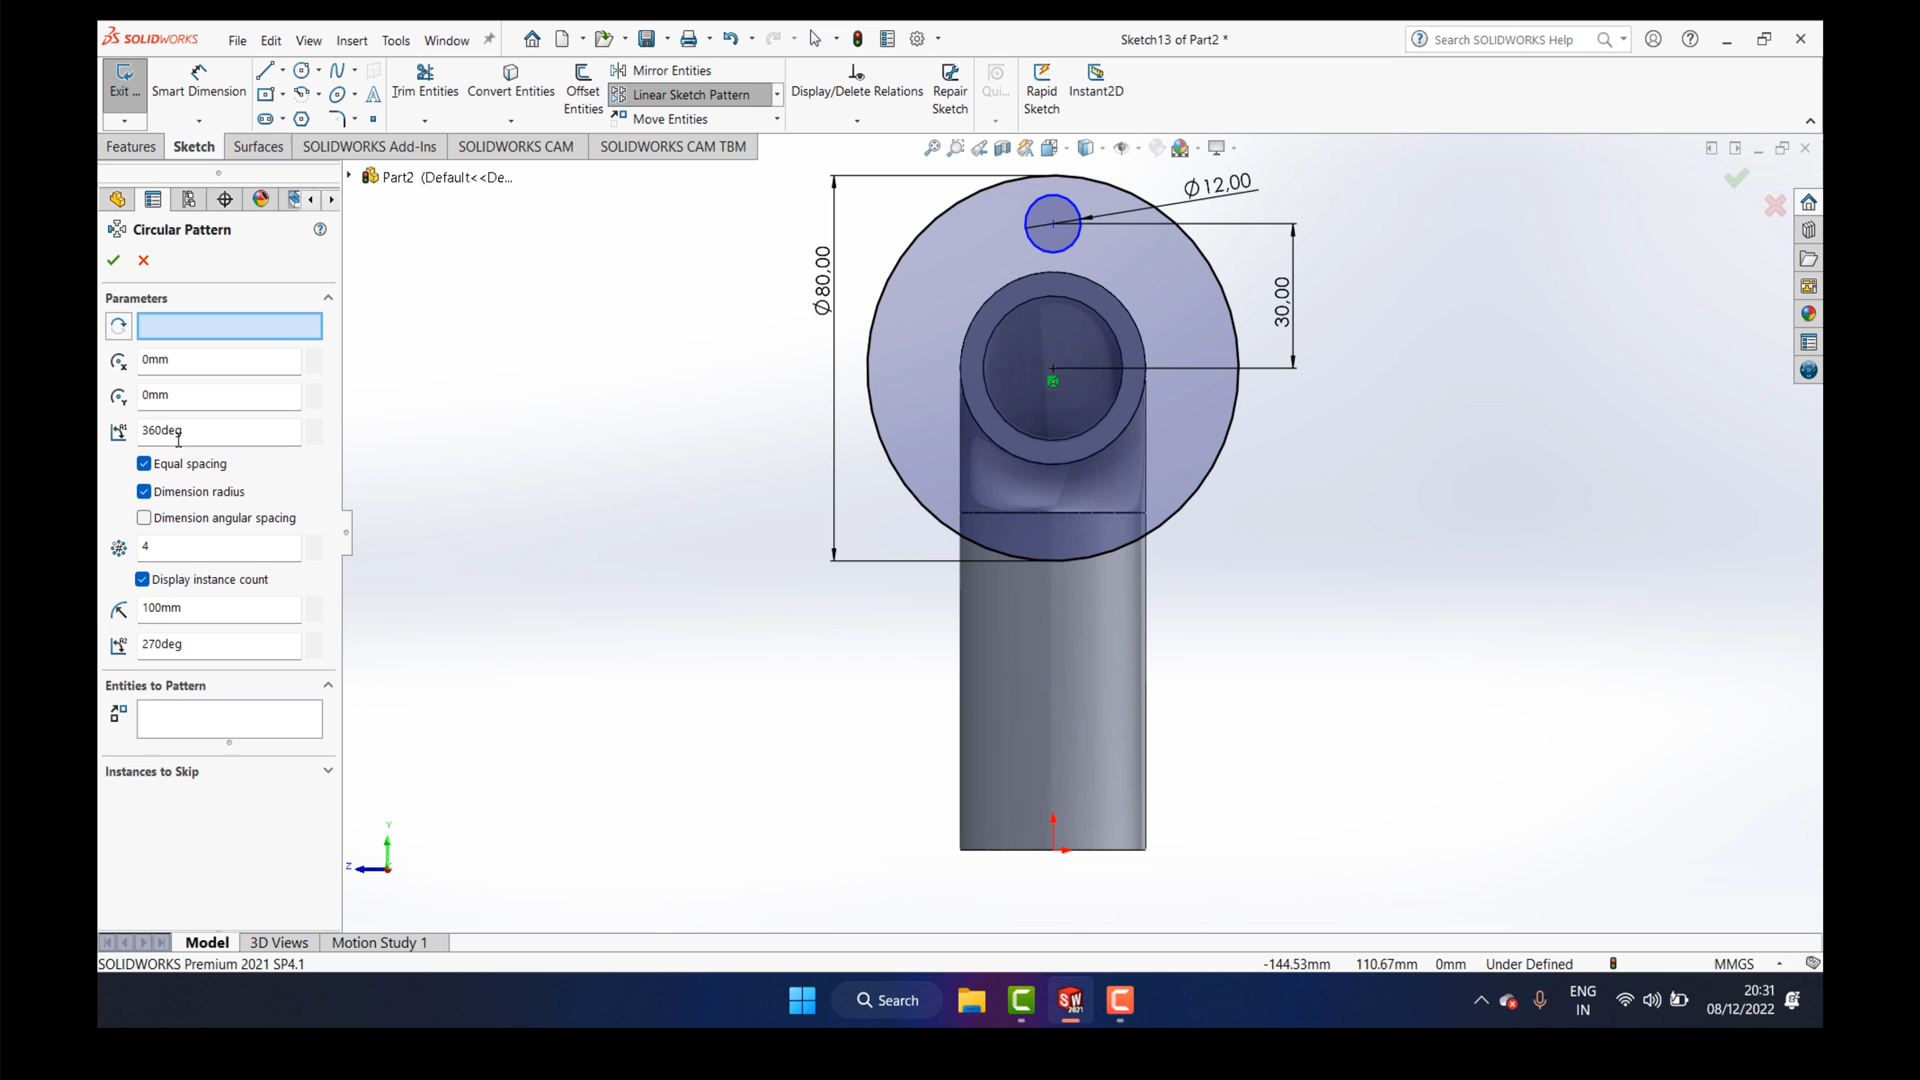 SOLIDWORKS File Edit View Insert Tools Window Sketch13 of Part2 * Search SOLIDWORKS Help
Exit ... Smart Dimension Trim Entities Convert Entities Offset Entities Mirror Entities Display/Delete Relations Repair Sketch Qui... Rapid Sketch Instant2D
Linear Sketch Pattern
Move Entities
Features Sketch Surfaces SOLIDWORKS Add-Ins SOLIDWORKS CAM SOLIDWORKS CAM TBM
Part2 (Default<<De...
Circular Pattern
Parameters
0mm
0mm
360deg
Equal spacing
Dimension radius
Dimension angular spacing
4
Display instance count
100mm
270deg
Entities to Pattern
Instances to Skip
Ø12,00
Ø80,00
30,00
Y
Z
Model 3D Views Motion Study 1
SOLIDWORKS Premium 2021 SP4.1 -144.53mm 110.67mm 0mm Under Defined MMGS
Search
SW
2021
ENG
IN
20:31
08/12/2022